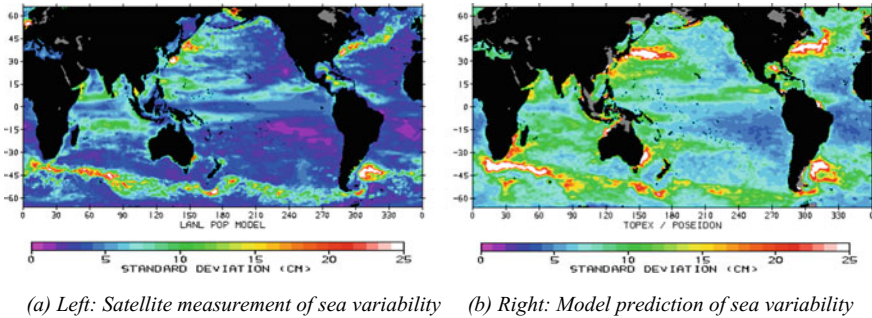 60
45
30
15
0
-15
-30
-45
-60
0 30 60 90 120 150 180 210 240 270 300 330 0
LANL POP MODEL
0 5 10 15 20 25
STANDARD DEVIATION (CM)
60
45
30
15
0
-15
-30
-45
-60
0 30 60 90 120 150 180 210 240 270 300 330 360
TOPEX / POSEIDON
0 5 10 15 20 25
STANDARD DEVIATION (CM)
(a) Left: Satellite measurement of sea variability (b) Right: Model prediction of sea variability